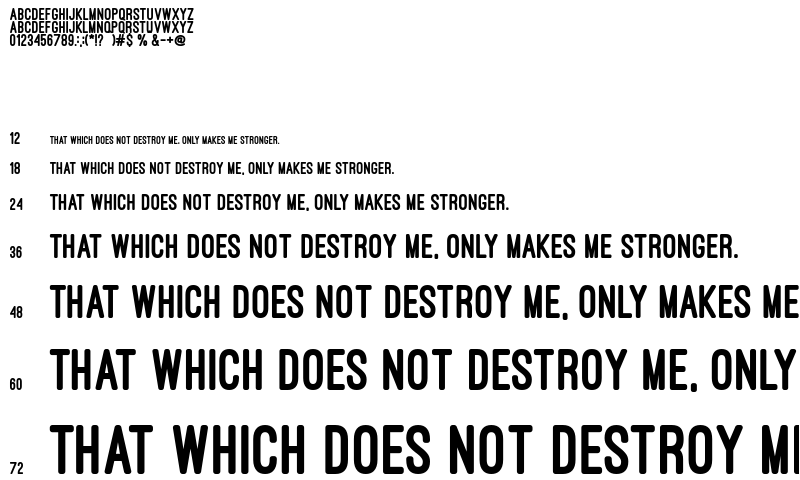 ABCDEFGHIJKLMNOPQRSTUVWXYZ
ABCDEFGHIJKLMNOPQRSTUVWXYZ
0123456789.:,;(*!? )#$ % &-+@
12 THAT WHICH DOES NOT DESTROY ME, ONLY MAKES ME STRONGER.
18 THAT WHICH DOES NOT DESTROY ME, ONLY MAKES ME STRONGER.
24 THAT WHICH DOES NOT DESTROY ME, ONLY MAKES ME STRONGER.
36 THAT WHICH DOES NOT DESTROY ME, ONLY MAKES ME STRONGER.
48 THAT WHICH DOES NOT DESTROY ME, ONLY MAKES ME
60 THAT WHICH DOES NOT DESTROY ME, ONLY
72 THAT WHICH DOES NOT DESTROY M